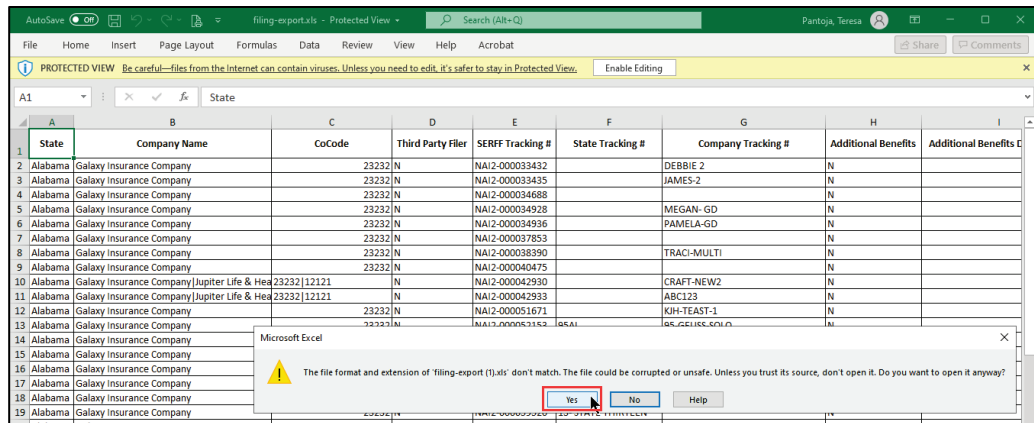 AutoSave Off filing-export.xls - Protected View Search (Alt+Q) Pantoja, Teresa
File Home Insert Page Layout Formulas Data Review View Help Acrobat Share Comments
PROTECTED VIEW Be careful—files from the Internet can contain viruses. Unless you need to edit, it's safer to stay in Protected View. Enable Editing
A1 fx State
A B C D E F G H I
1 State Company Name CoCode Third Party Filer SERFF Tracking # State Tracking # Company Tracking # Additional Benefits Additional Benefits D
2 Alabama Galaxy Insurance Company 23232 N NAI2-000033432 DEBBIE 2 N
3 Alabama Galaxy Insurance Company 23232 N NAI2-000033435 JAMES-2 N
4 Alabama Galaxy Insurance Company 23232 N NAI2-000034688 N
5 Alabama Galaxy Insurance Company 23232 N NAI2-000034928 MEGAN- GD N
6 Alabama Galaxy Insurance Company 23232 N NAI2-000034936 PAMELA-GD N
7 Alabama Galaxy Insurance Company 23232 N NAI2-000037853 N
8 Alabama Galaxy Insurance Company 23232 N NAI2-000038390 TRACI-MULTI N
9 Alabama Galaxy Insurance Company 23232 N NAI2-000040475 N
10 Alabama Galaxy Insurance Company|Jupiter Life & Hea 23232|12121 N NAI2-000042930 CRAFT-NEW2 N
11 Alabama Galaxy Insurance Company|Jupiter Life & Hea 23232|12121 N NAI2-000042933 ABC123 N
12 Alabama Galaxy Insurance Company 23232 N NAI2-000051671 KJH-TEAST-1 N
13 Alabama Galaxy Insurance Company 23232 N NAI2-000052153 95AL 95-GEUSS-SOLO N
14 Alabama Galaxy Insurance Company
15 Alabama Galaxy Insurance Company
16 Alabama Galaxy Insurance Company
17 Alabama Galaxy Insurance Company
18 Alabama Galaxy Insurance Company
19 Alabama Galaxy Insurance Company
Microsoft Excel
The file format and extension of 'filing-export (1).xls' don't match. The file could be corrupted or unsafe. Unless you trust its source, don't open it. Do you want to open it anyway?
Yes No Help